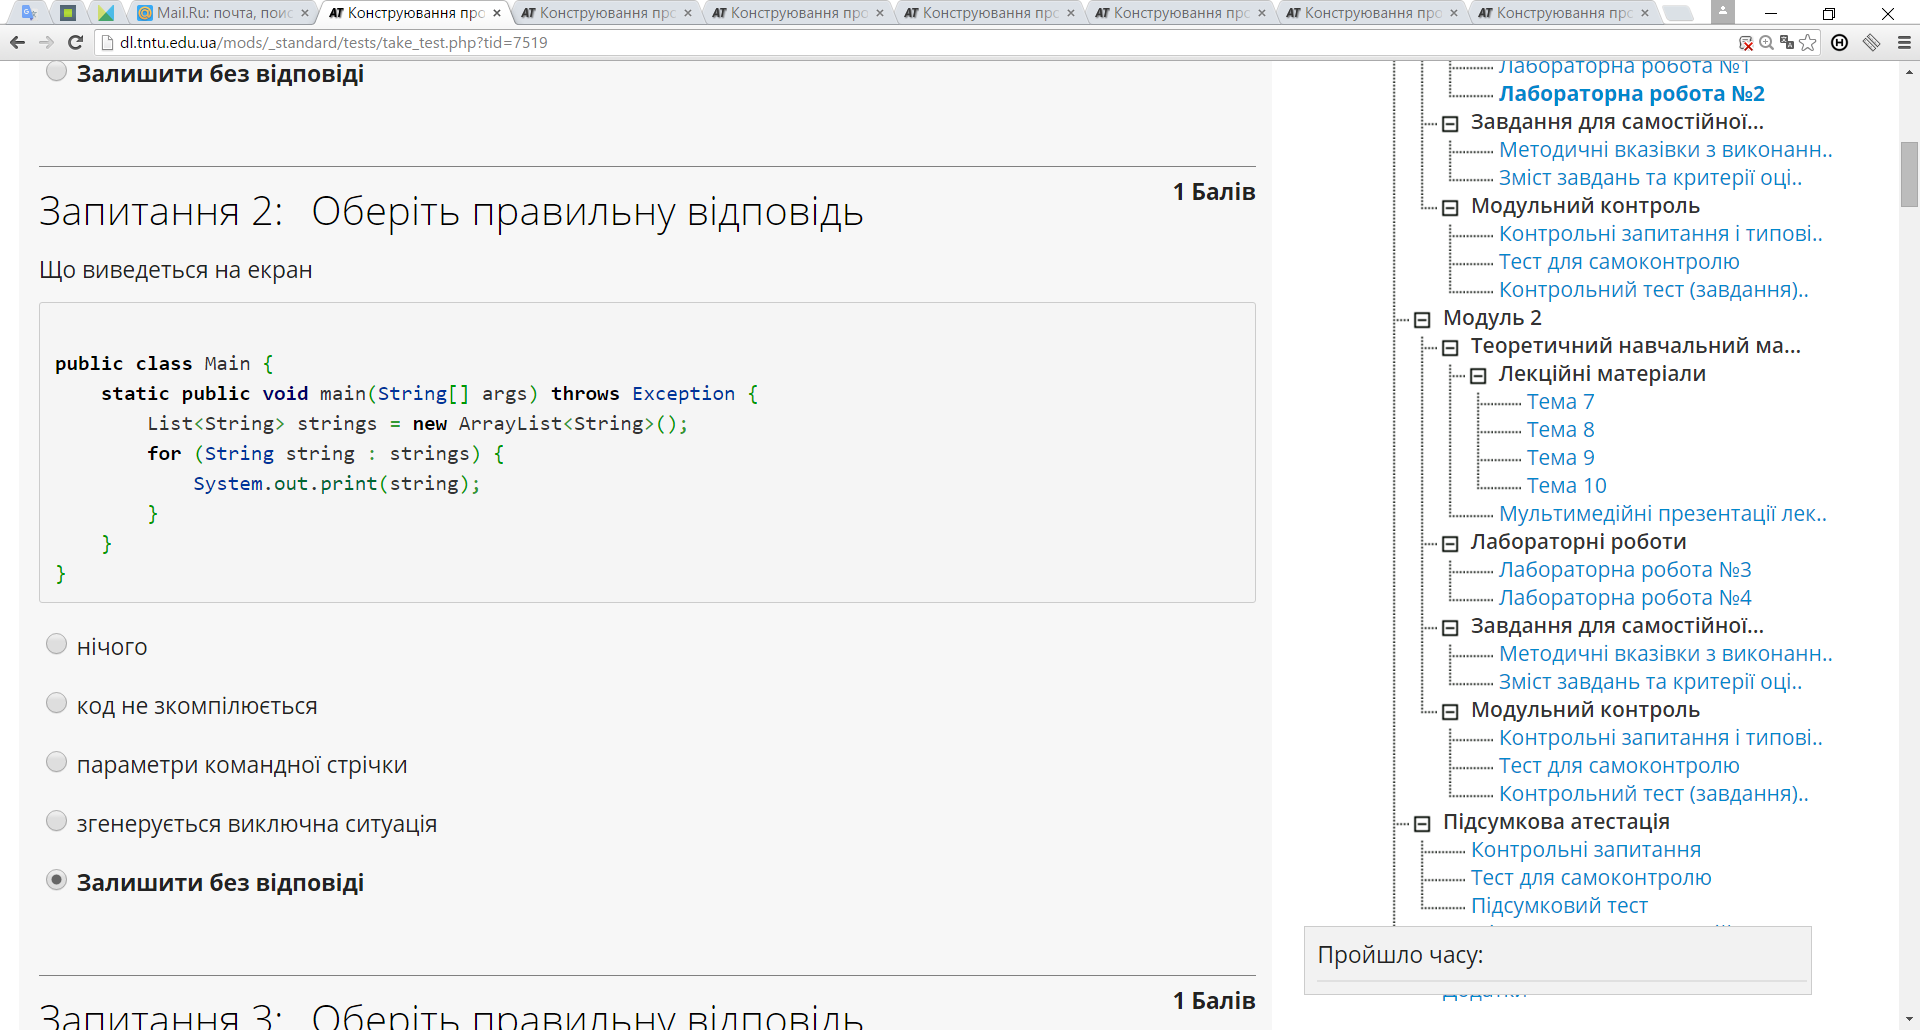 Mail.Ru: почта, поис
Конструювання про
Конструювання про
Конструювання про
Конструювання про
Конструювання про
Конструювання про
Конструювання про
dl.tntu.edu.ua/mods/_standard/tests/take_test.php?tid=7519
Залишити без відповіді
1 Балів
Запитання 2: Оберіть правильну відповідь
Що виведеться на екран
public class Main {
static public void main(String[] args) throws Exception {
List<String> strings = new ArrayList<String>();
for (String string : strings) {
System.out.print(string);
}
}
}
нічого
код не зкомпілюється
параметри командної стрічки
згенерується виключна ситуація
Залишити без відповіді
1 Балів
Запитання 3: Оберіть правильну відповідь
Лабораторна робота №1
Лабораторна робота №2
Завдання для самостійної...
Методичні вказівки з виконанн..
Зміст завдань та критерії оці..
Модульний контроль
Контрольні запитання і типові..
Тест для самоконтролю
Контрольний тест (завдання)..
Модуль 2
Теоретичний навчальний ма...
Лекційні матеріали
Тема 7
Тема 8
Тема 9
Тема 10
Мультимедійні презентації лек..
Лабораторні роботи
Лабораторна робота №3
Лабораторна робота №4
Завдання для самостійної...
Методичні вказівки з виконанн..
Зміст завдань та критерії оці..
Модульний контроль
Контрольні запитання і типові..
Тест для самоконтролю
Контрольний тест (завдання)..
Підсумкова атестація
Контрольні запитання
Тест для самоконтролю
Підсумковий тест
Пройшло часу:
Додатки